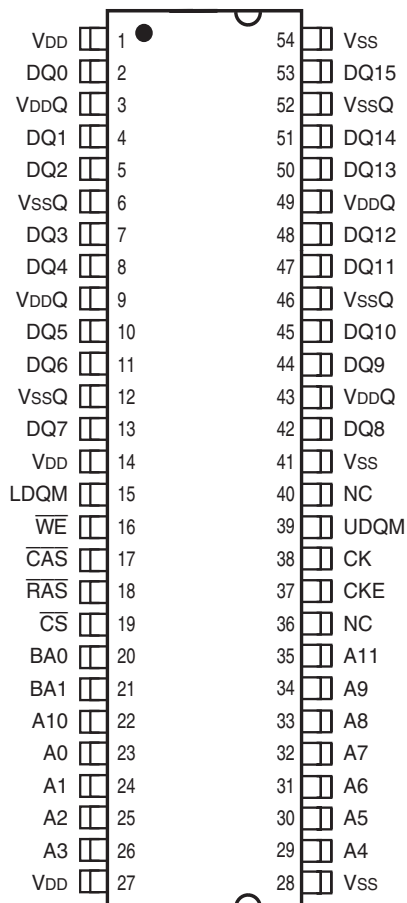 VDD 1 54 VSS
DQ0 2 53 DQ15
VDDQ 3 52 VSSQ
DQ1 4 51 DQ14
DQ2 5 50 DQ13
VSSQ 6 49 VDDQ
DQ3 7 48 DQ12
DQ4 8 47 DQ11
VDDQ 9 46 VSSQ
DQ5 10 45 DQ10
DQ6 11 44 DQ9
VSSQ 12 43 VDDQ
DQ7 13 42 DQ8
VDD 14 41 VSS
LDQM 15 40 NC
W̅E̅ 16 39 UDQM
C̅A̅S̅ 17 38 CK
R̅A̅S̅ 18 37 CKE
C̅S̅ 19 36 NC
BA0 20 35 A11
BA1 21 34 A9
A10 22 33 A8
A0 23 32 A7
A1 24 31 A6
A2 25 30 A5
A3 26 29 A4
VDD 27 28 VSS